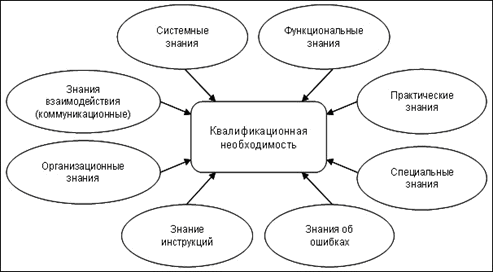 Системные
знания
Функциональные
знания
Знания
взаимодействия
(коммуникационные)
Практические
знания
Квалификационная
необходимость
Организационные
знания
Специальные
знания
Знание
инструкций
Знания об
ошибках